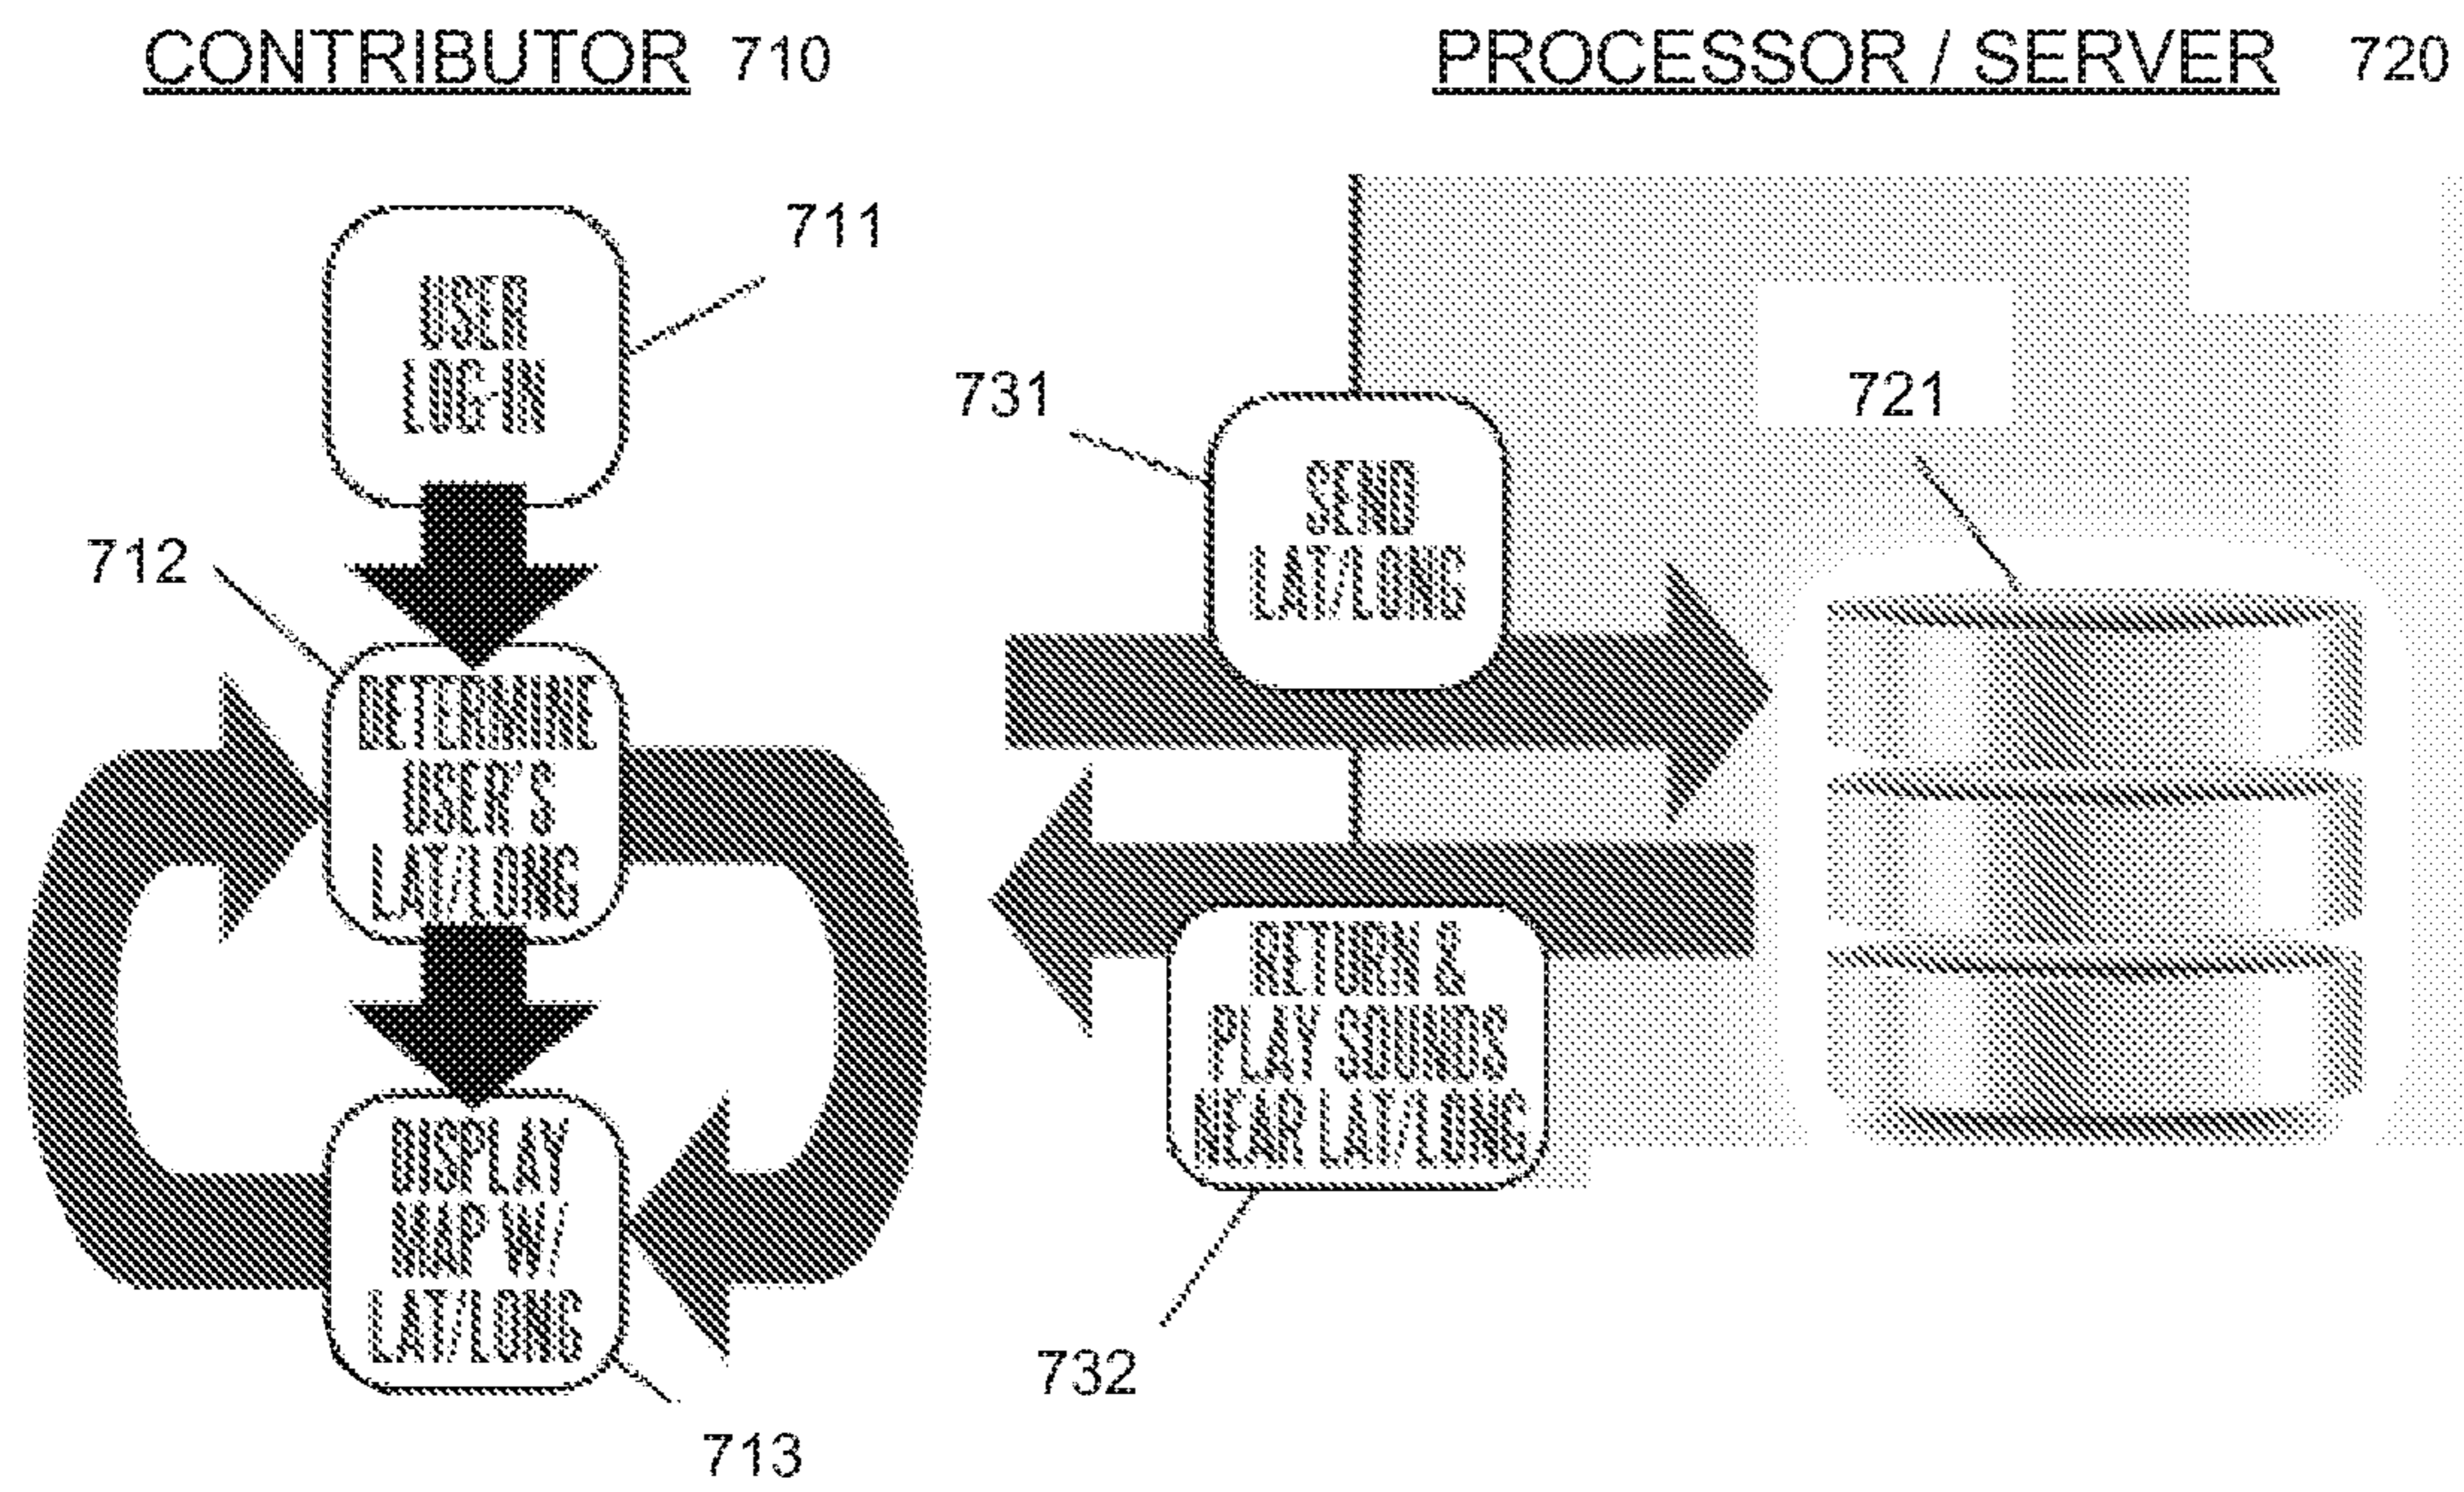 CONTRIBUTOR 710
PROCESSOR / SERVER 720
711
USER
LOG-IN
712
DETERMINE
USER'S
LAT/LONG
DISPLAY
MAP W/
LAT/LONG
713
731
SEND
LAT/LONG
721
RETURN &
PLAY SOUNDS
NEAR LAT/LONG
732